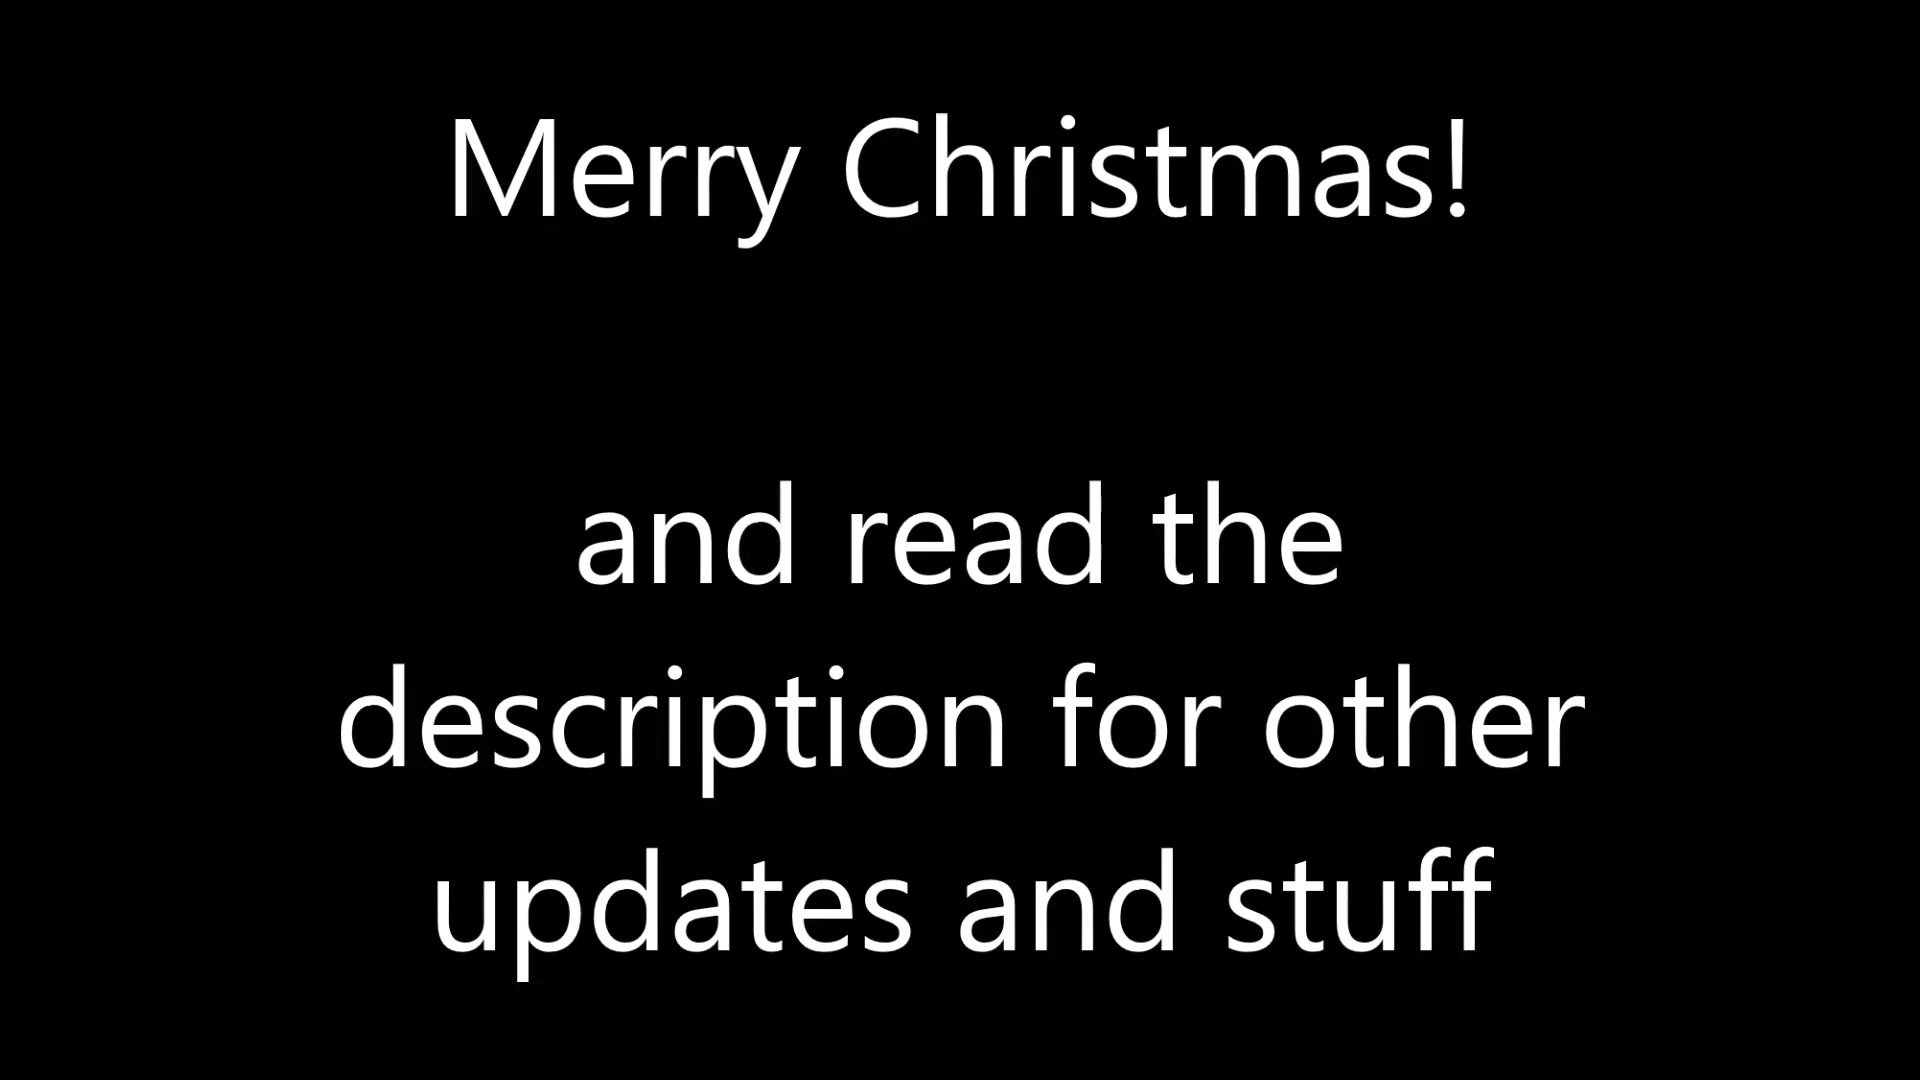 Merry Christmas!
and read the
description for other
updates and stuff